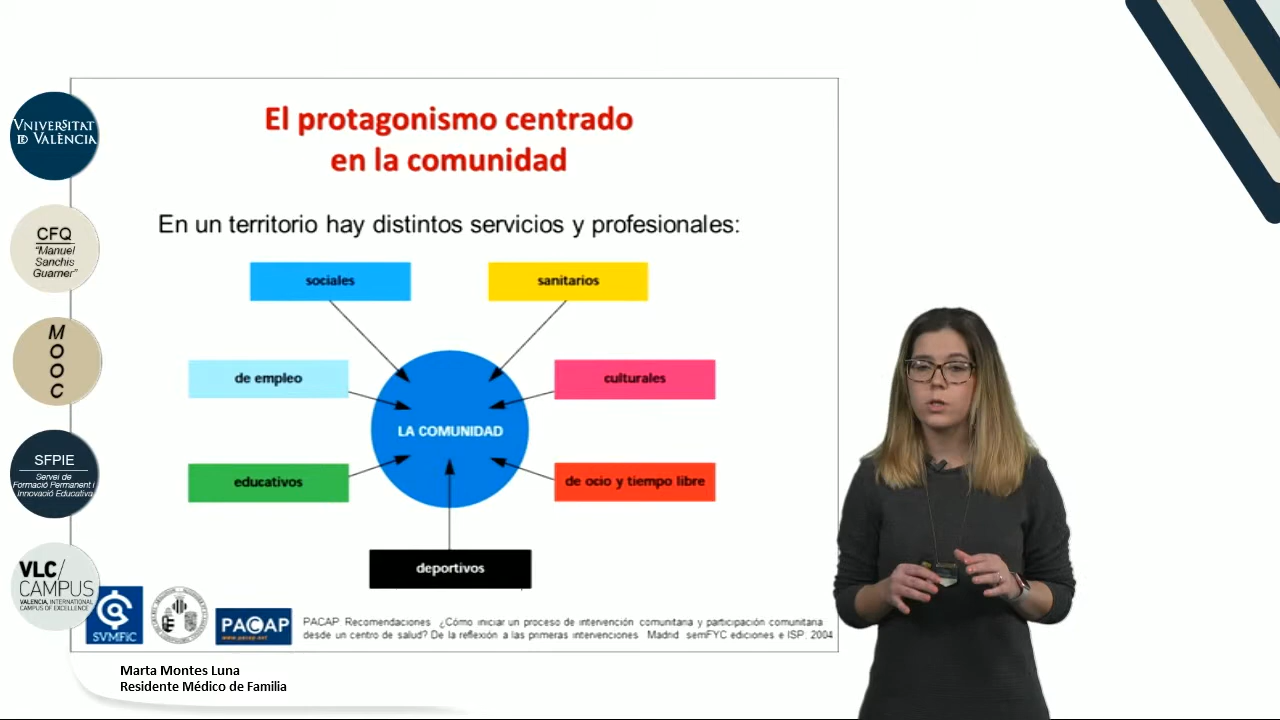 El protagonismo centrado
en la comunidad
En un territorio hay distintos servicios y profesionales:
sociales
sanitarios
de empleo
culturales
LA COMUNIDAD
educativos
de ocio y tiempo libre
deportivos
VNIVERSITAT
ID VALÈNCIA
CFQ
"Manuel
Sanchis
Guarner"
M
O
O
C
SFPIE
Servei de
Formació Permanent i
Innovació Educativa
VLC/
CAMPUS
VALENCIA, INTERNATIONAL
CAMPUS OF EXCELLENCE
SVMFiC
PACAP
www.pacap.net
PACAP Recomendaciones ¿Cómo iniciar un proceso de intervención comunitaria y participación comunitaria
desde un centro de salud? De la reflexión a las primeras intervenciones Madrid semFYC ediciones e ISP. 2004
Marta Montes Luna
Residente Médico de Familia